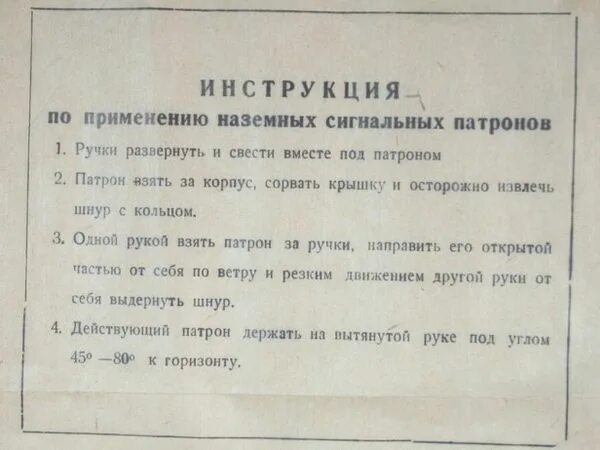 ИНСТРУКЦИЯ
по применению наземных сигнальных патронов
1. Ручки развернуть и свести вместе под патроном
2. Патрон взять за корпус, сорвать крышку и осторожно извлечь
шнур с кольцом.
3. Одной рукой взять патрон за ручки, направить его открытой
частью от себя по ветру и резким движением другой руки от
себя выдернуть шнур.
4. Действующий патрон держать на вытянутой руке под углом
45° —80° к горизонту.